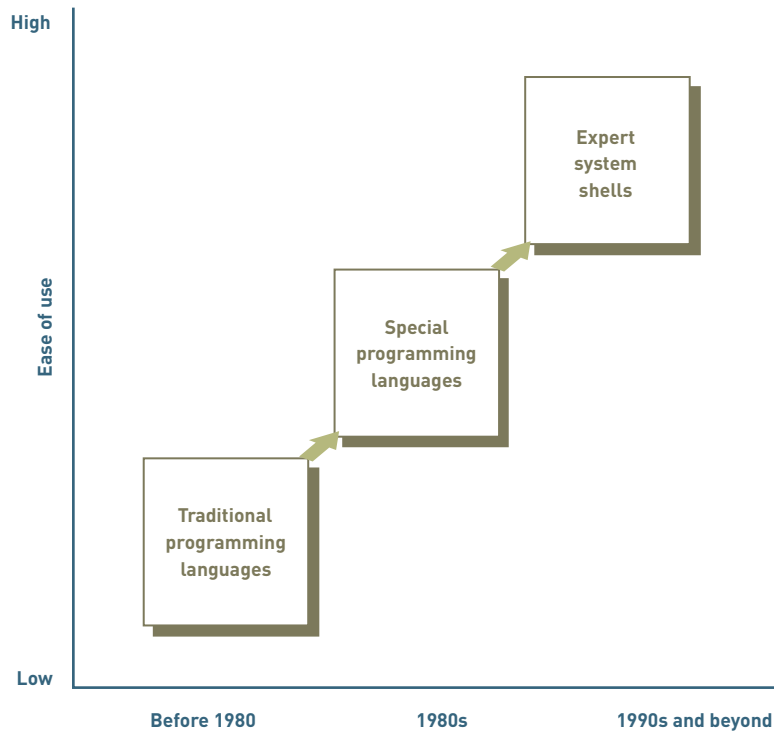 High
Expert
system
shells
Ease of use
Special
programming
languages
Traditional
programming
languages
Low
Before 1980 1980s 1990s and beyond